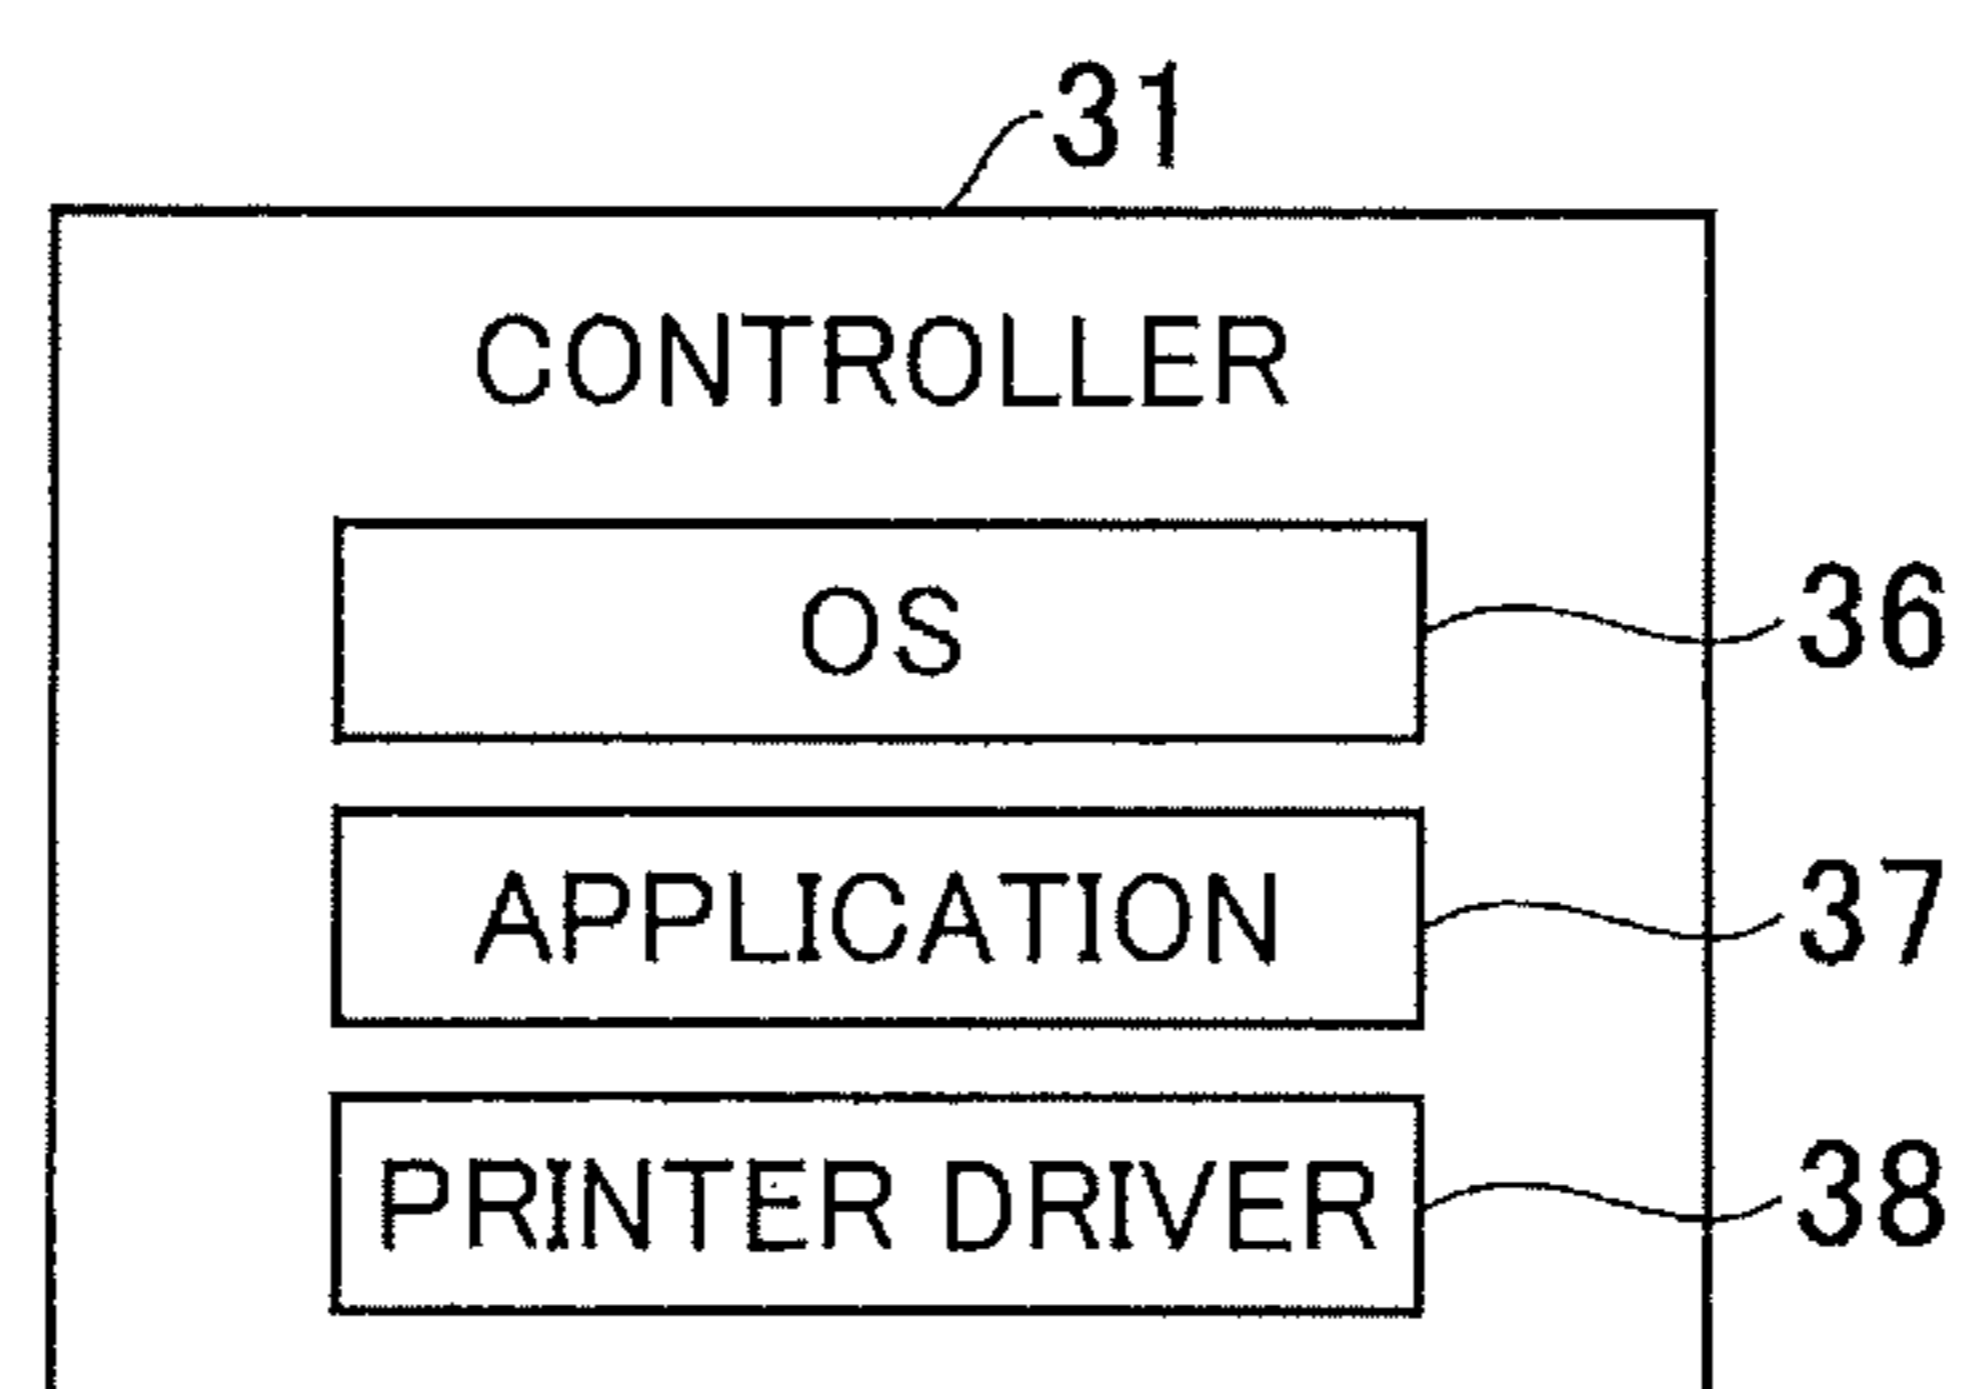 31
CONTROLLER
OS 36
APPLICATION 37
PRINTER DRIVER 38